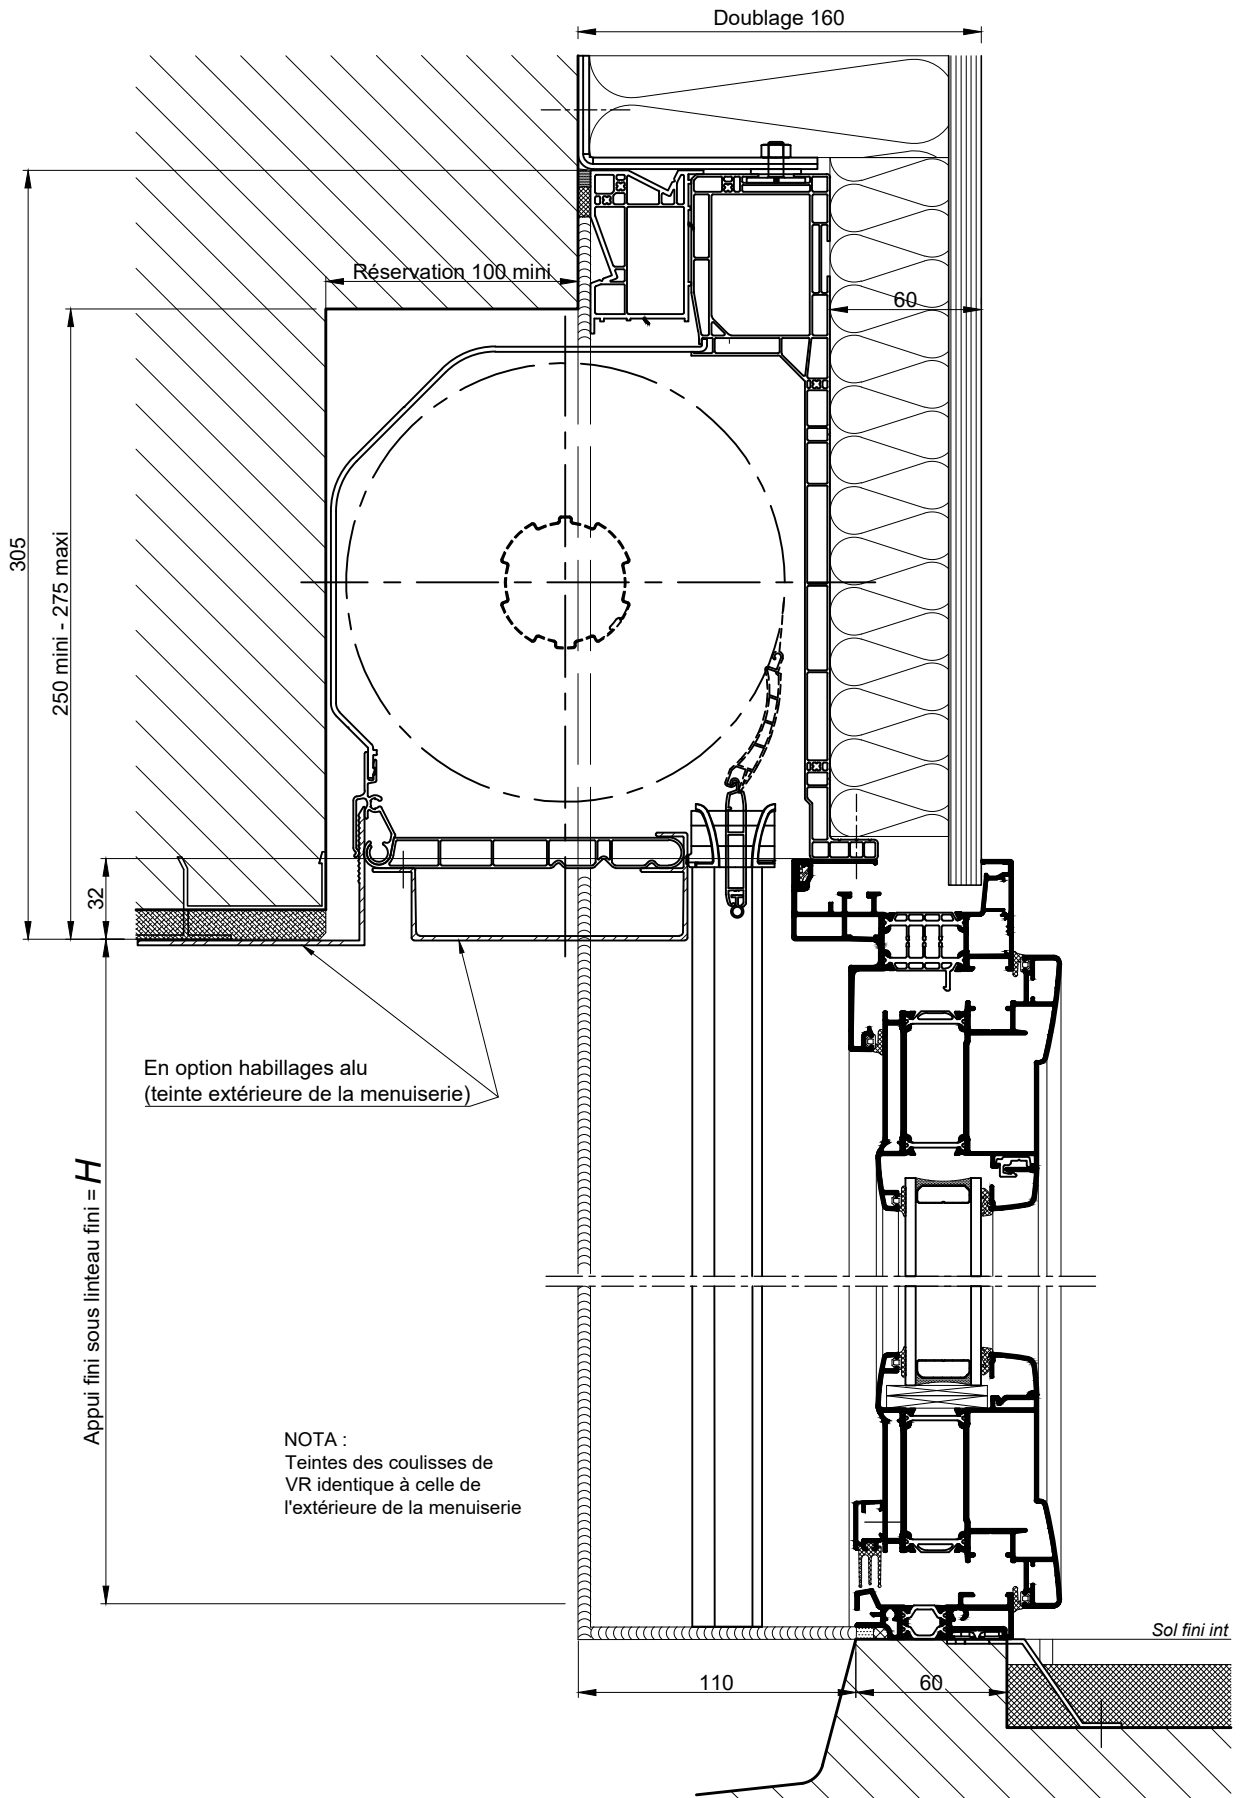 Doublage 160
Réservation 100 mini
60
305
250 mini - 275 maxi
32
En option habillages alu
(teinte extérieure de la menuiserie)
Appui fini sous linteau fini = H
NOTA :
Teintes des coulisses de
VR identique à celle de
l'extérieure de la menuiserie
Sol fini int
110
60